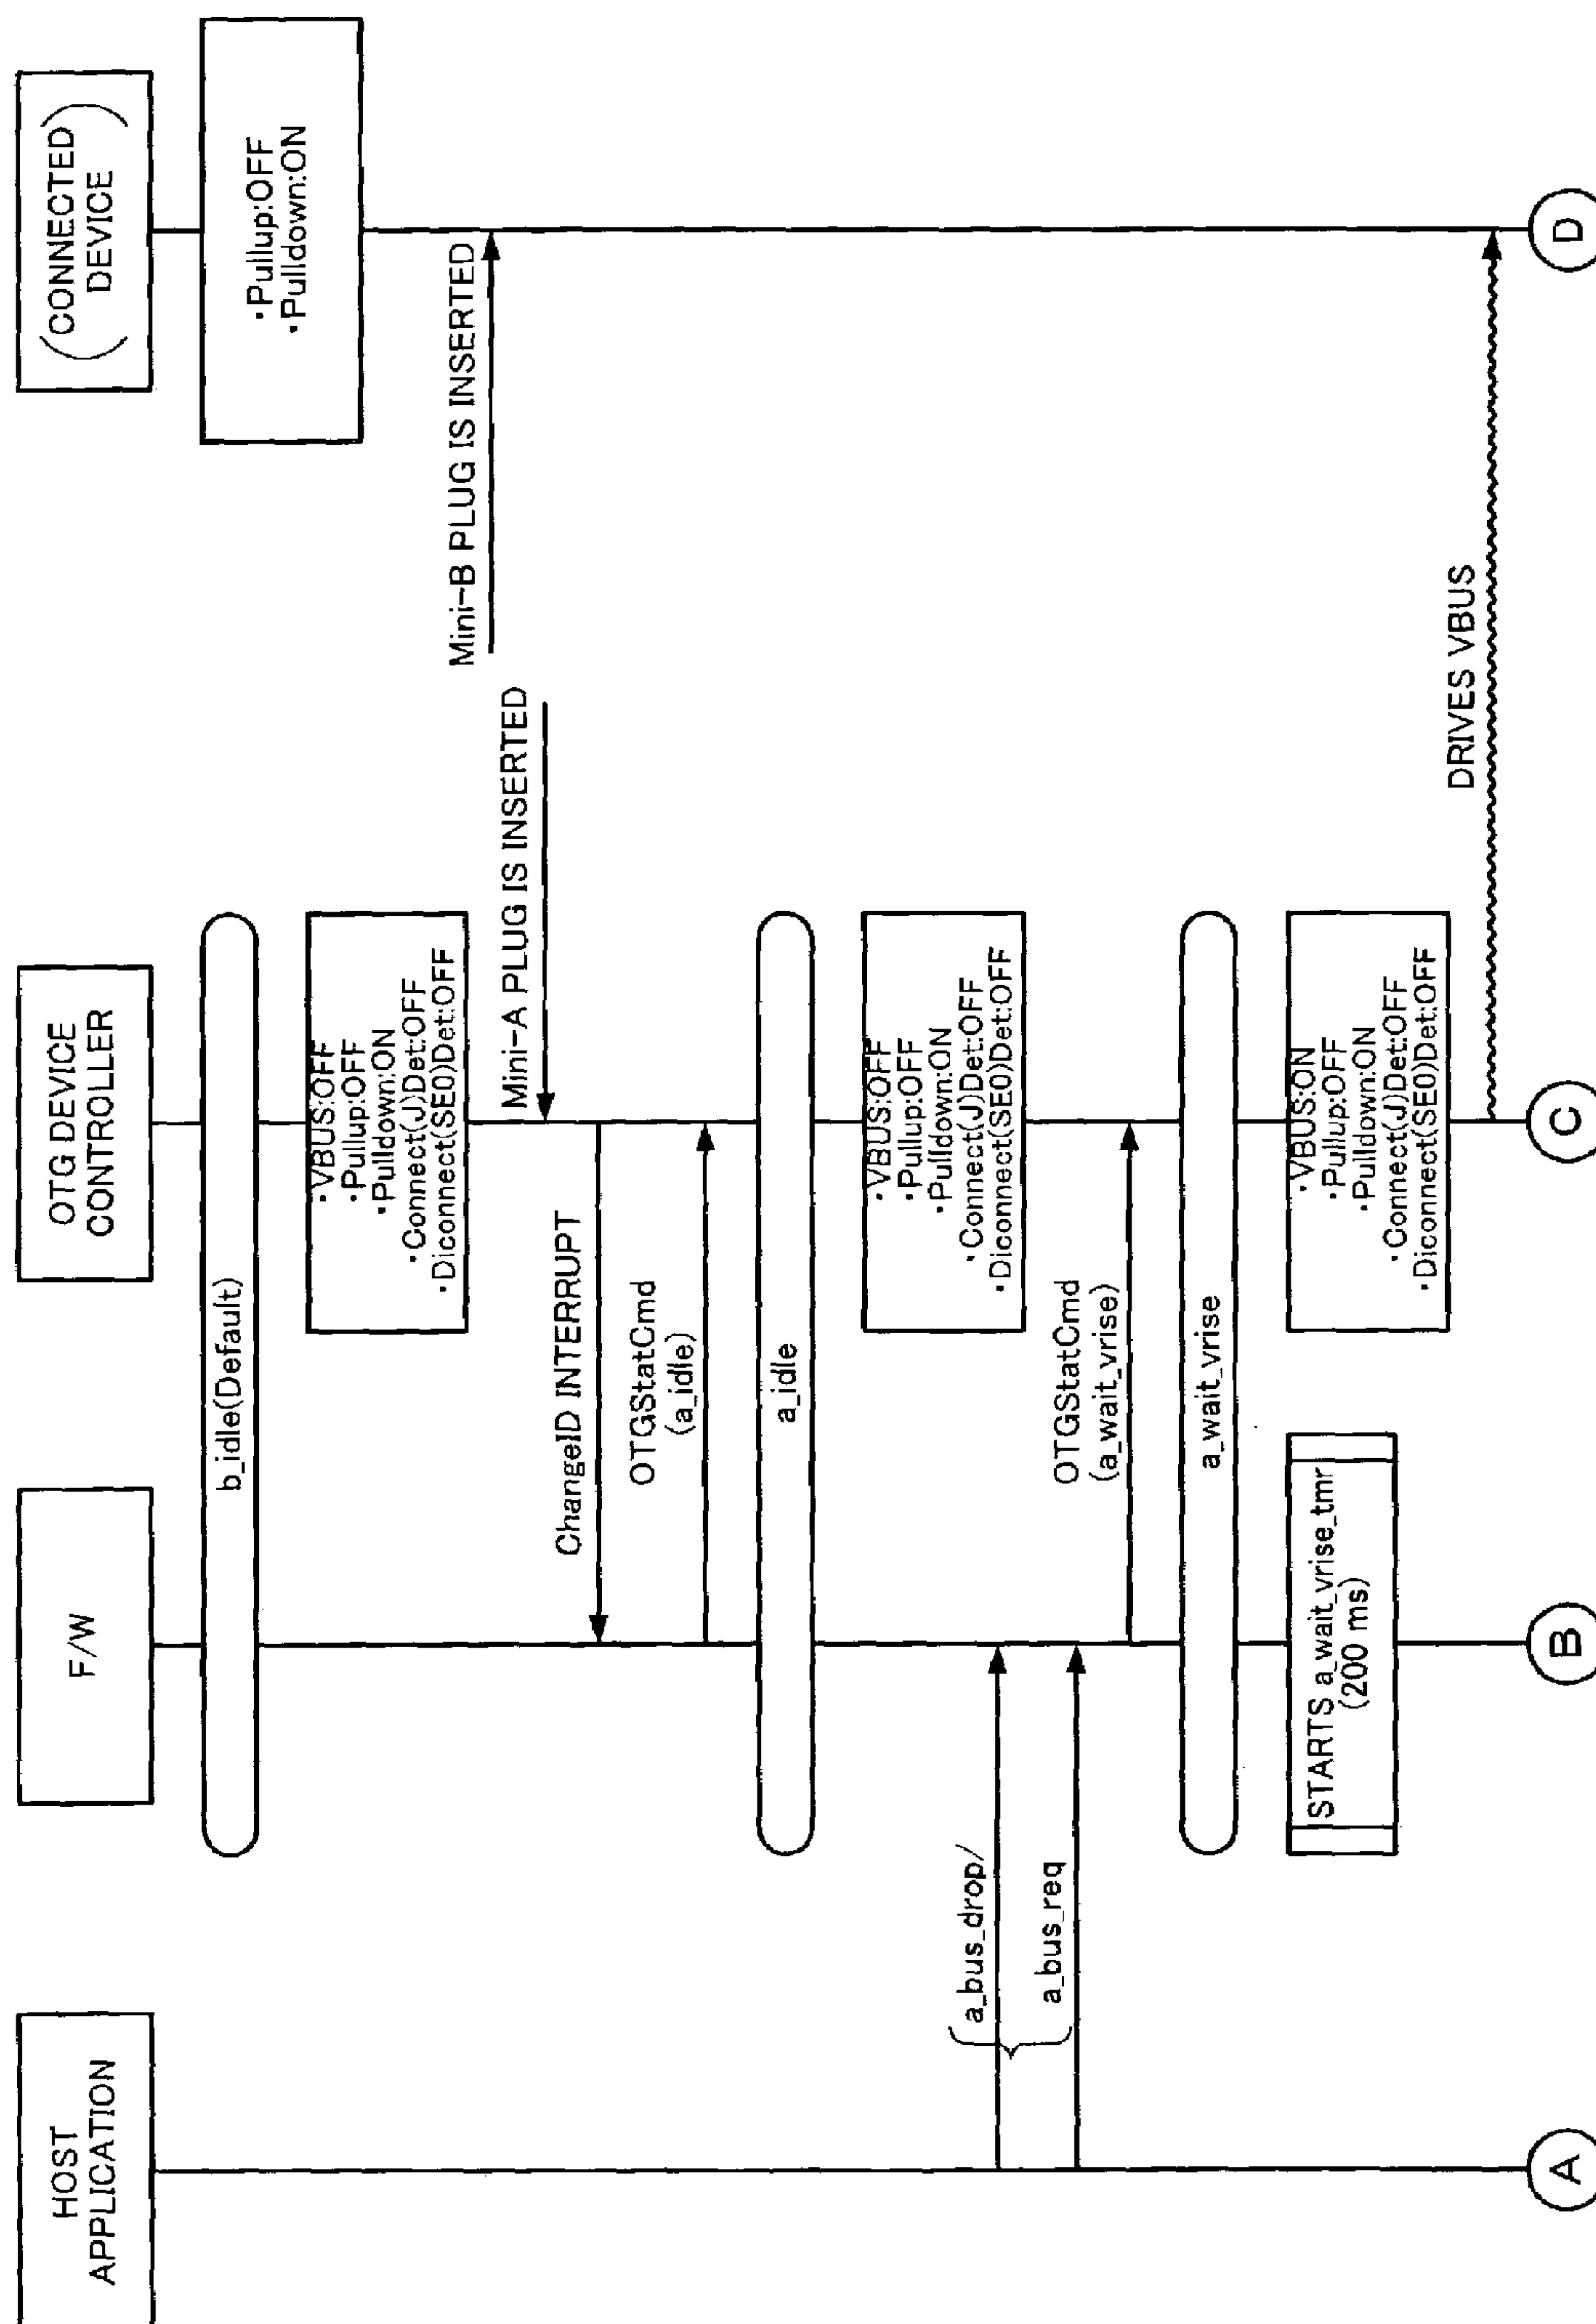 HOST
APPLICATION
F/W
OTG DEVICE
CONTROLLER
(CONNECTED
DEVICE)
b_idle(Default)
•Pullup:OFF
•Pulldown:ON
•VBUS:OFF
•Pullup:OFF
•Pulldown:ON
•Connect(J)Det:OFF
•Diconnect(SE0)Det:OFF
Mini-B PLUG IS INSERTED
Mini-A PLUG IS INSERTED
ChangeID INTERRUPT
OTGStatCmd
(a_idle)
a_idle
•VBUS:OFF
•Pullup:OFF
•Pulldown:ON
•Connect(J)Det:OFF
•Diconnect(SE0)Det:OFF
a_bus_drop/
a_bus_req
OTGStatCmd
(a_wait_vrise)
a_wait_vrise
STARTS a_wait_vrise_tmr
(200 ms)
•VBUS:ON
•Pullup:OFF
•Pulldown:ON
•Connect(J)Det:OFF
•Diconnect(SE0)Det:OFF
DRIVES VBUS
A
B
C
D